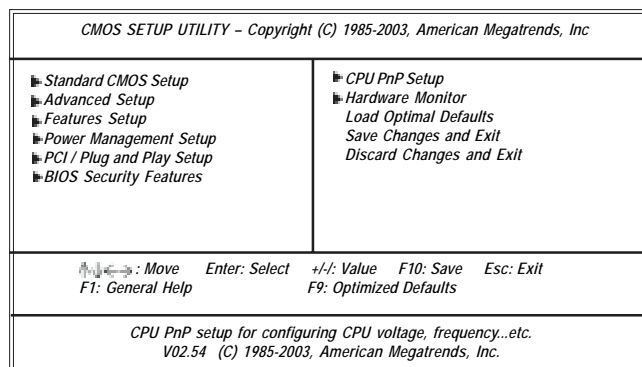 CMOS SETUP UTILITY – Copyright (C) 1985-2003, American Megatrends, Inc
Standard CMOS Setup
Advanced Setup
Features Setup
Power Management Setup
PCI / Plug and Play Setup
BIOS Security Features
CPU PnP Setup
Hardware Monitor
Load Optimal Defaults
Save Changes and Exit
Discard Changes and Exit
↑↓←→ : Move Enter: Select +/-/: Value F10: Save Esc: Exit
F1: General Help F9: Optimized Defaults
CPU PnP setup for configuring CPU voltage, frequency...etc.
V02.54 (C) 1985-2003, American Megatrends, Inc.